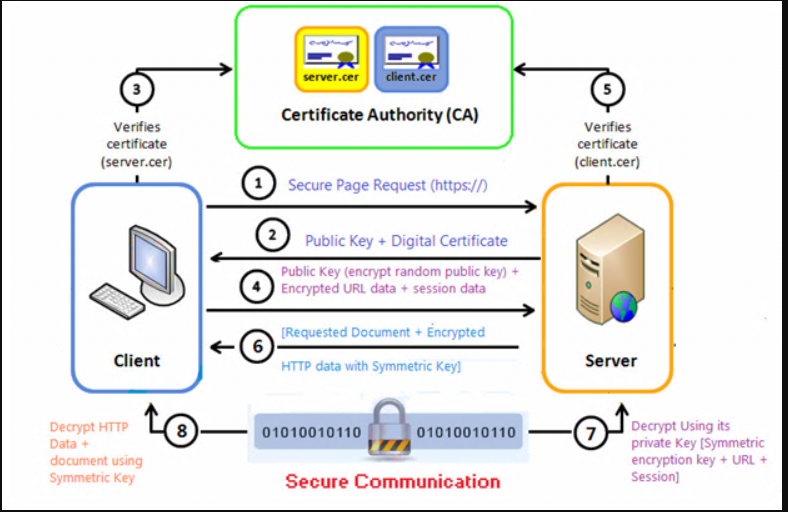 server.cer
client.cer
Certificate Authority (CA)
3
5
Verifies
certificate
(server.cer)
Verifies
certificate
(client.cer)
1
Secure Page Request (https://)
2
Public Key + Digital Certificate
4
Public Key (encrypt random public key) +
Encrypted URL data + session data
6
[Requested Document + Encrypted
HTTP data with Symmetric Key]
Client
Server
Decrypt HTTP
Data +
document using
Symmetric Key
8
01010010110
01010010110
7
Decrypt Using its
private Key [Symmetric
encryption key + URL +
Session]
Secure Communication